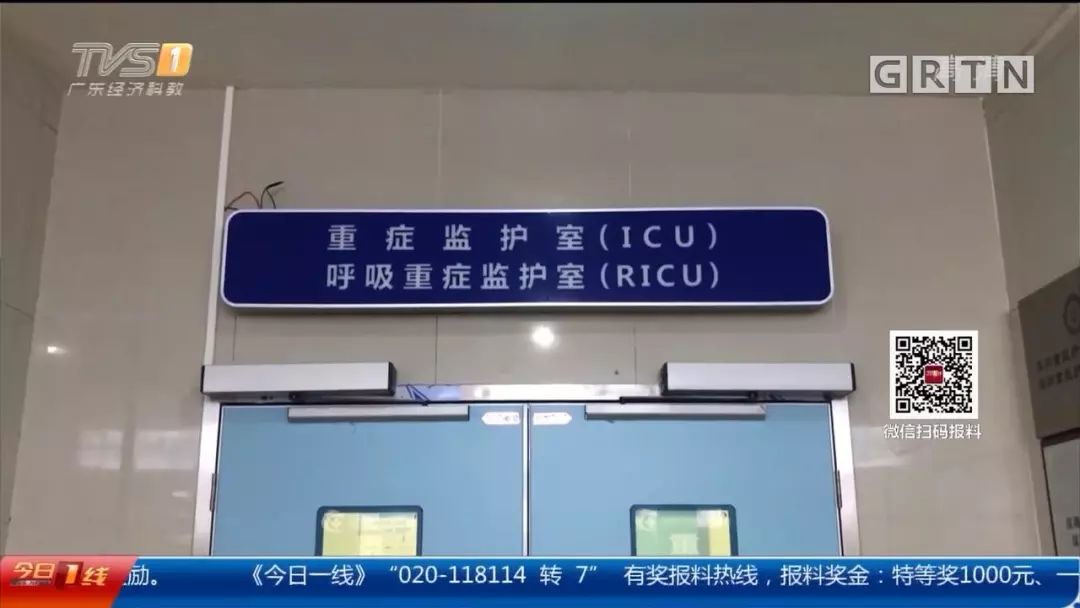 TVS1
广东经济科教
GRTN
重症监护室(ICU)
呼吸重症监护室(RICU)
微信扫码报料
今日1线
励。 《今日一线》“020-118114 转 7” 有奖报料热线，报料奖金：特等奖1000元、一